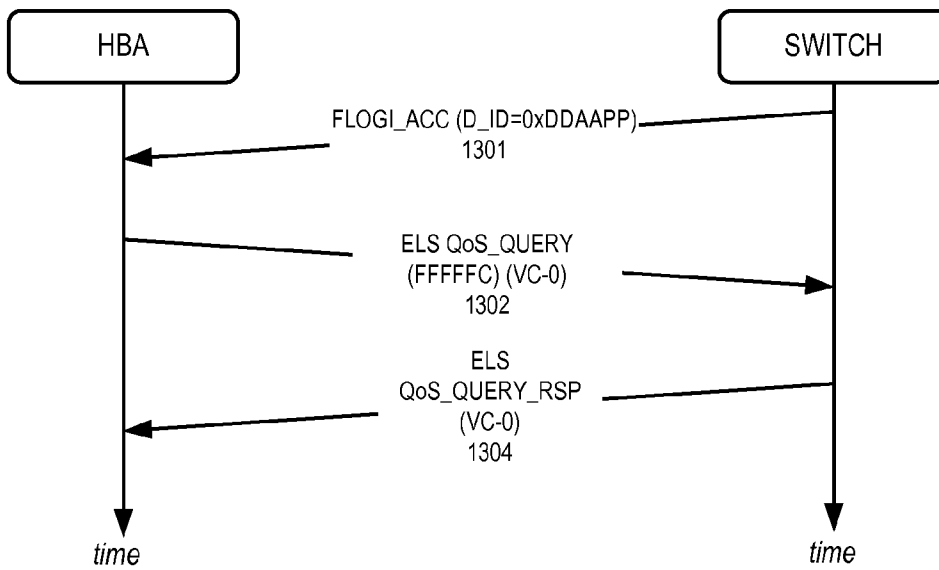 HBA
SWITCH
FLOGI_ACC (D_ID=0xDDAAPP)
1301
ELS QoS_QUERY
(FFFFFC) (VC-0)
1302
ELS
QoS_QUERY_RSP
(VC-0)
1304
time
time